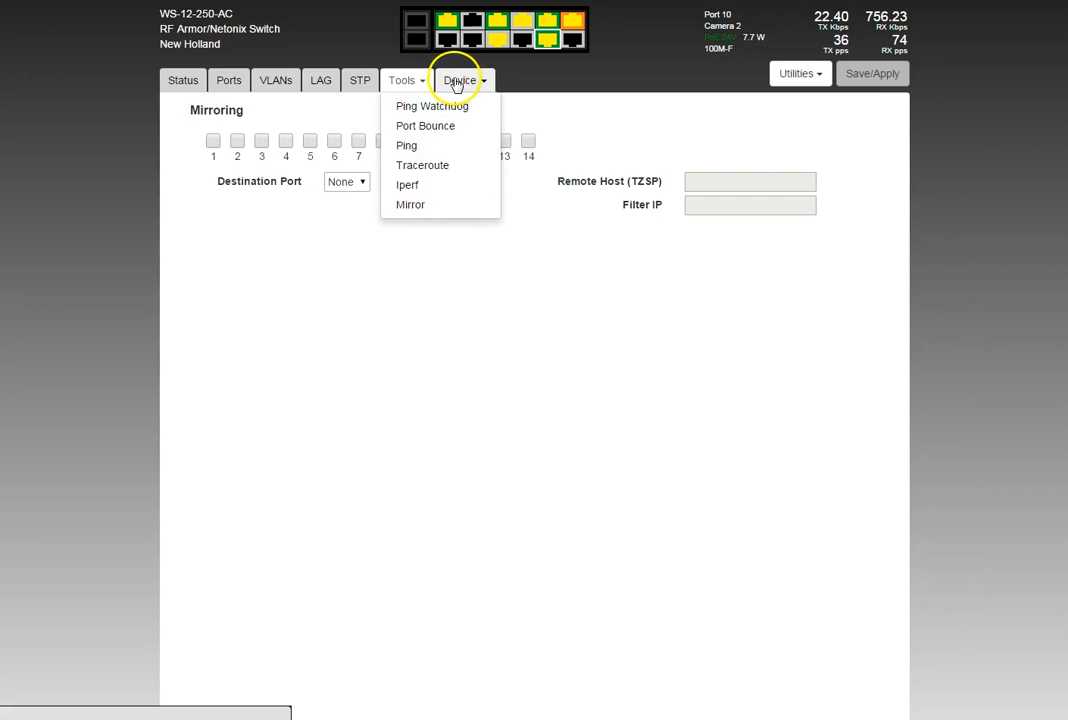 WS-12-250-AC
RF Armor/Netonix Switch
New Holland
Port 10
Camera 2
PoE 24V 7.7 W
100M-F
22.40 756.23
TX Kbps RX Kbps
36 74
TX pps RX pps
Status Ports VLANs LAG STP Tools Device Utilities Save/Apply
Mirroring
Ping Watchdog
Port Bounce
Ping
Traceroute
Iperf
Mirror
1 2 3 4 5 6 7 13 14
Destination Port None Remote Host (TZSP)
Filter IP